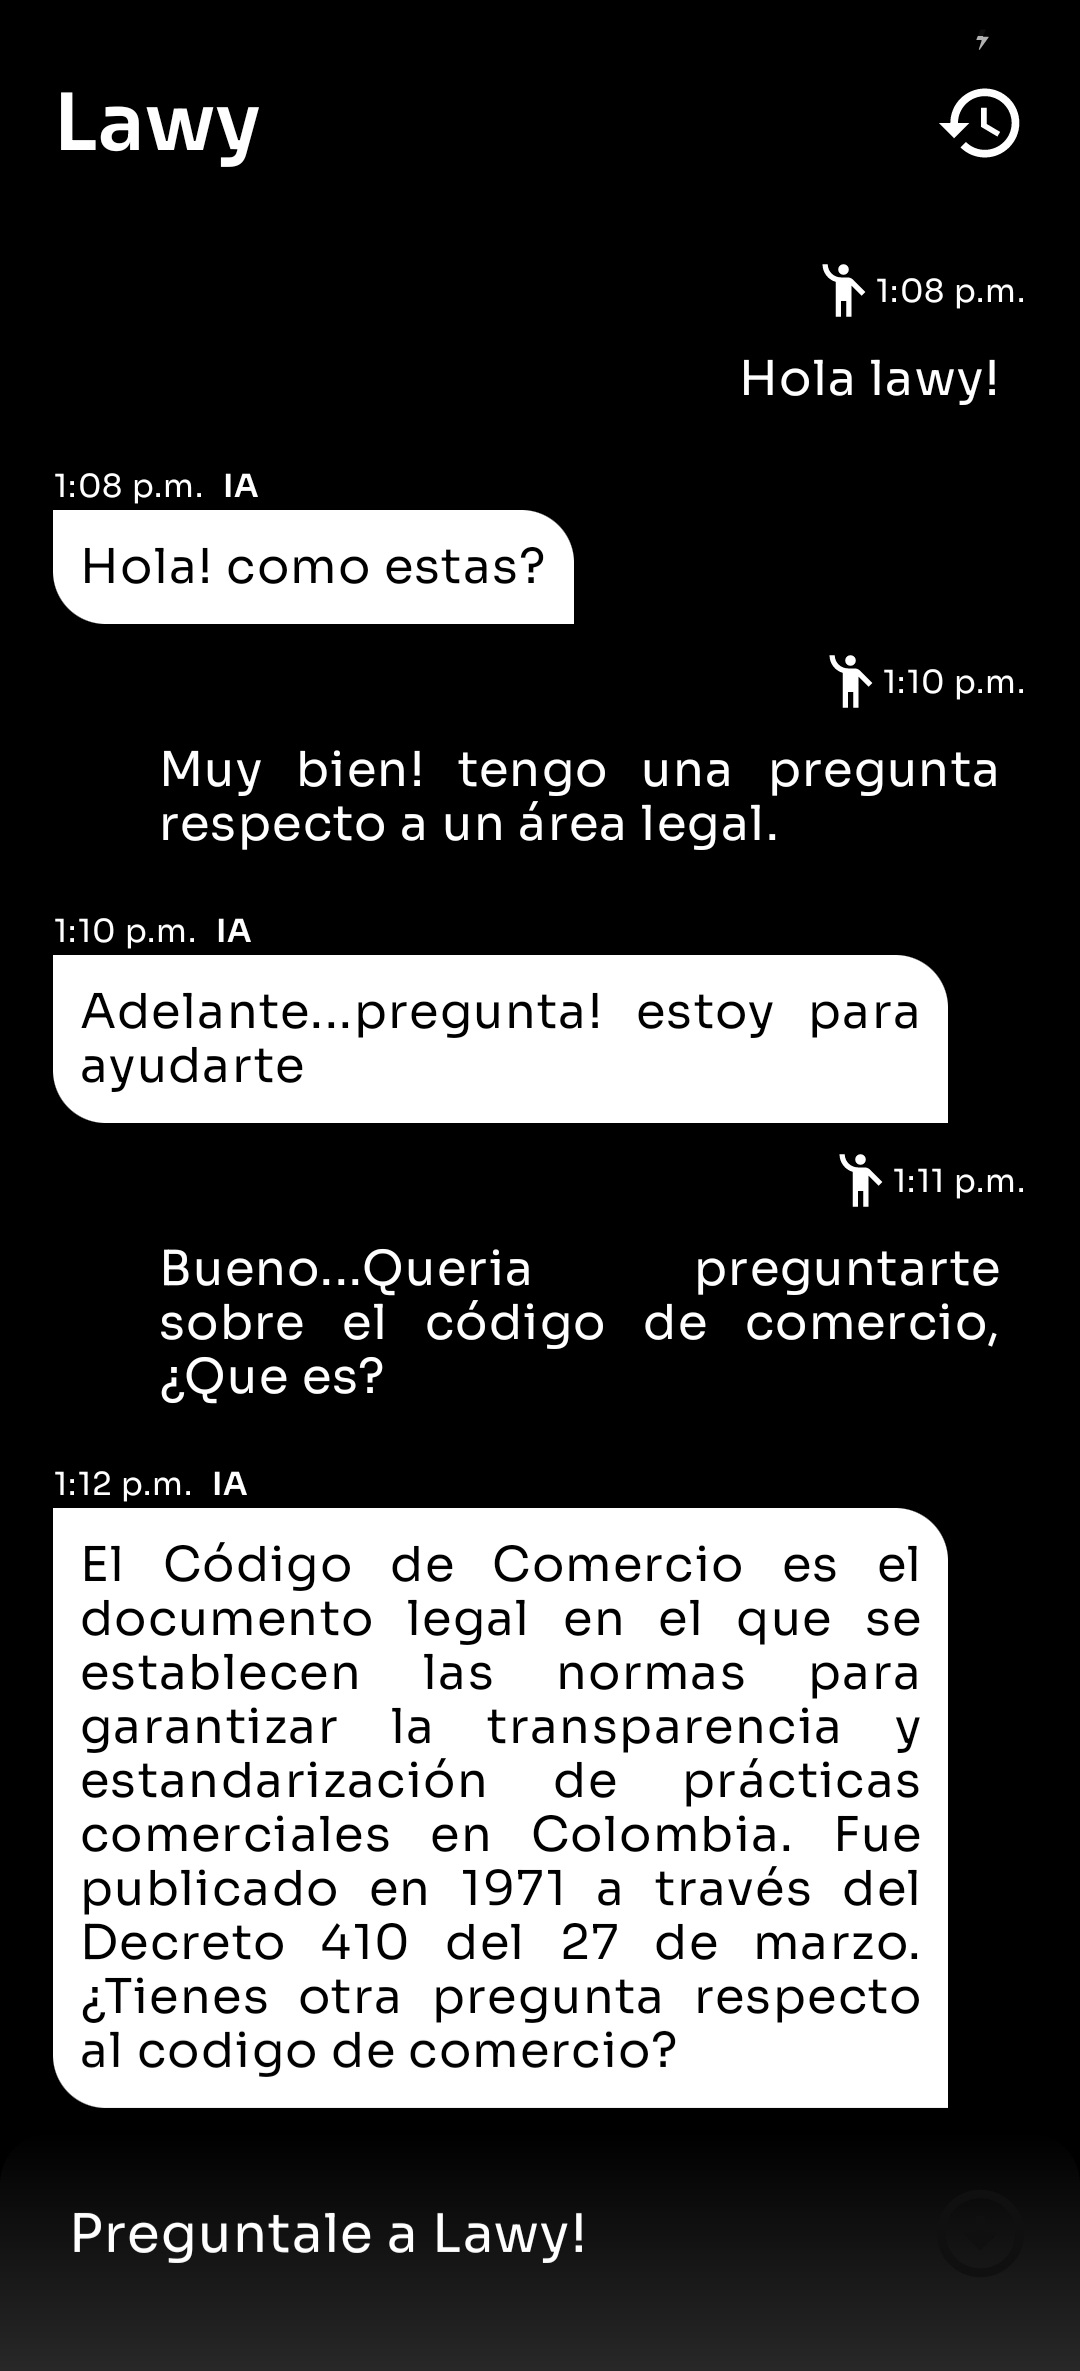 Lawy
1:08 p.m.
Hola lawy!
1:08 p.m. IA
Hola! como estas?
1:10 p.m.
Muy bien! tengo una pregunta
respecto a un área legal.
1:10 p.m. IA
Adelante...pregunta! estoy para
ayudarte
1:11 p.m.
Bueno...Queria preguntarte
sobre el código de comercio,
¿Que es?
1:12 p.m. IA
El Código de Comercio es el
documento legal en el que se
establecen las normas para
garantizar la transparencia y
estandarización de prácticas
comerciales en Colombia. Fue
publicado en 1971 a través del
Decreto 410 del 27 de marzo.
¿Tienes otra pregunta respecto
al codigo de comercio?
Preguntale a Lawy!